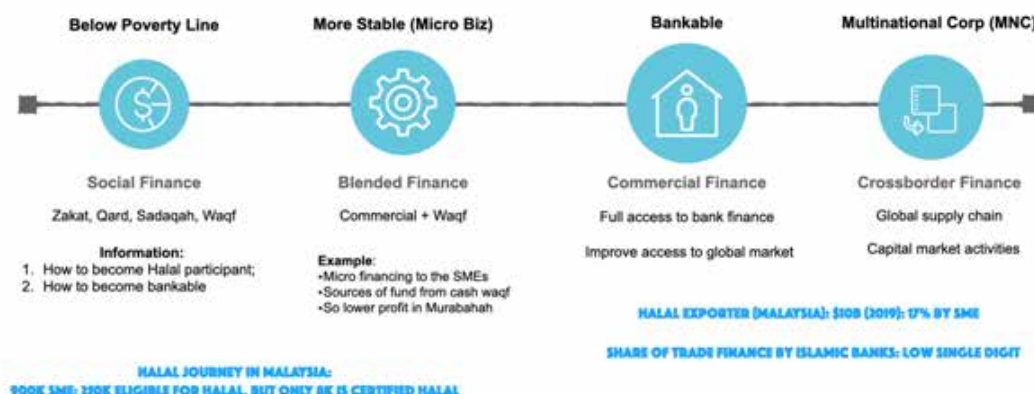 Below Poverty Line
Social Finance
Zakat, Qard, Sadaqah, Waqf
Information:
1. How to become Halal participant;
2. How to become bankable
More Stable (Micro Biz)
Blended Finance
Commercial + Waqf
Example:
•Micro financing to the SMEs
•Sources of fund from cash waqf
•So lower profit in Murabahah
Bankable
Commercial Finance
Full access to bank finance
Improve access to global market
Multinational Corp (MNC)
Crossborder Finance
Global supply chain
Capital market activities
HALAL EXPORTER (MALAYSIA): $10B (2019): 17% BY SME
SHARE OF TRADE FINANCE BY ISLAMIC BANKS: LOW SINGLE DIGIT
HALAL JOURNEY IN MALAYSIA:
900K SME: 250K ELIGIBLE FOR HALAL, BUT ONLY 8K IS CERTIFIED HALAL